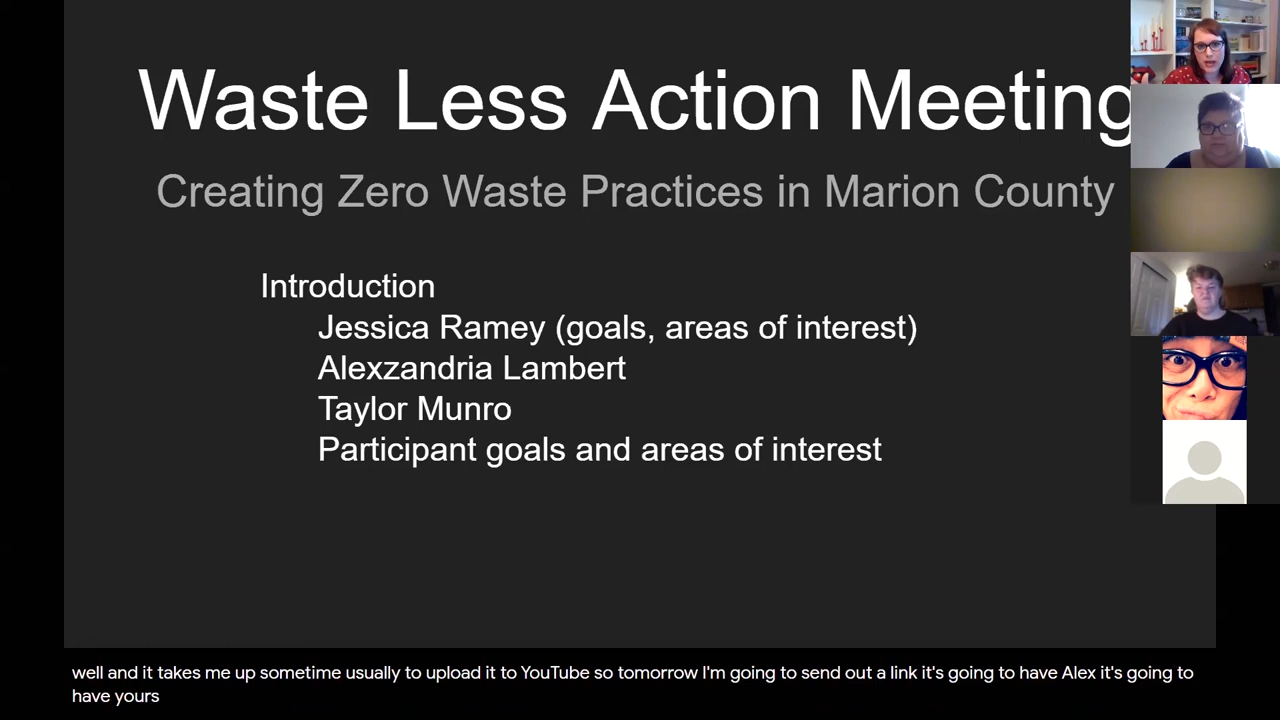 Waste Less Action Meeting
Creating Zero Waste Practices in Marion County
Introduction
Jessica Ramey (goals, areas of interest)
Alexzandria Lambert
Taylor Munro
Participant goals and areas of interest
well and it takes me up sometime usually to upload it to YouTube so tomorrow I'm going to send out a link it's going to have Alex it's going to
have yours